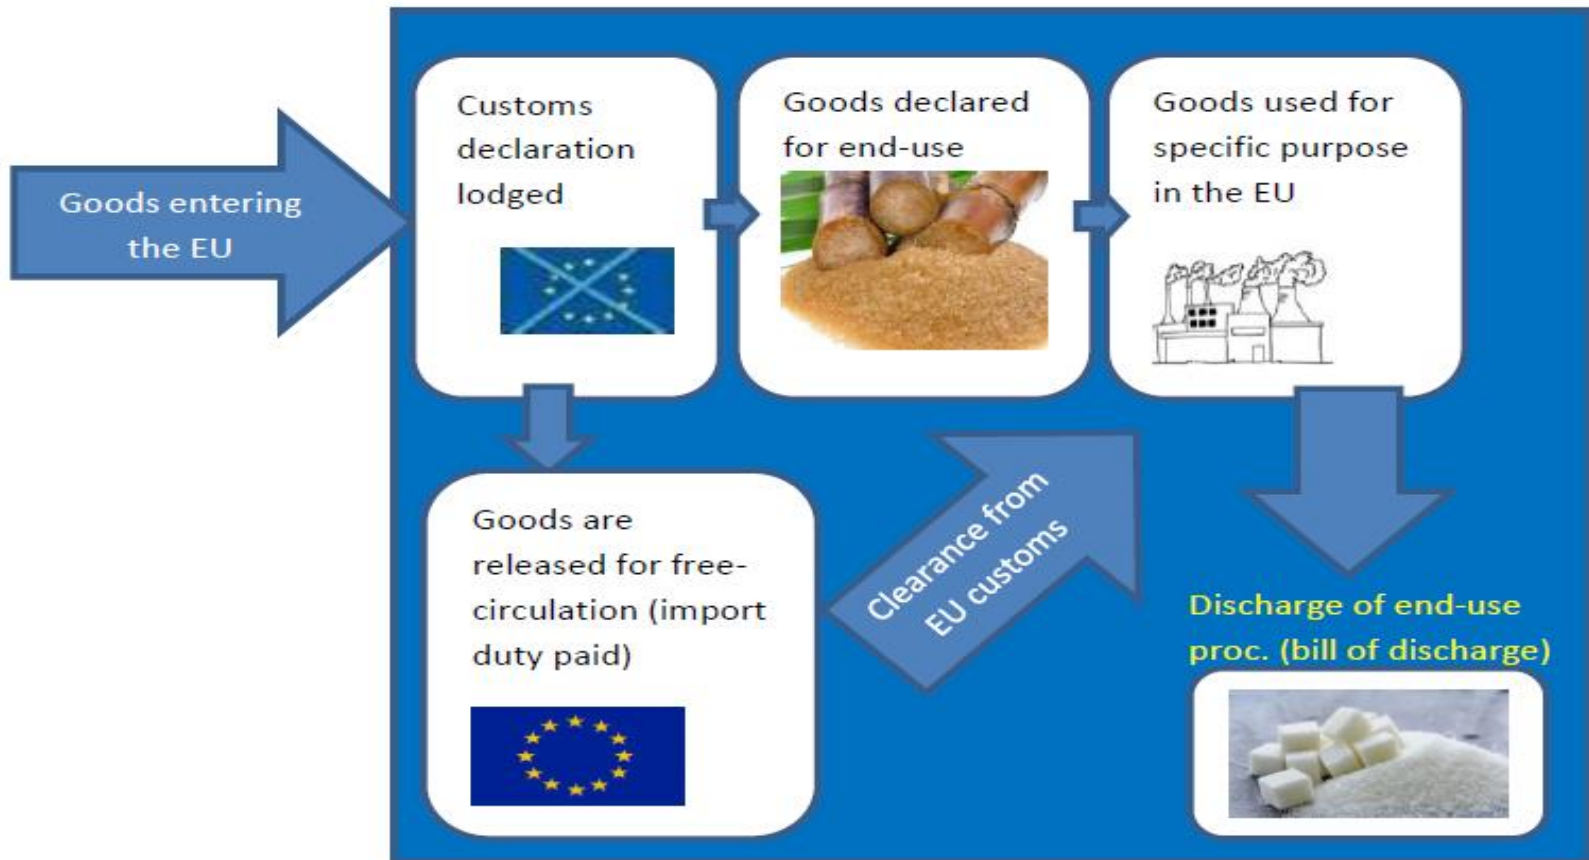 Goods entering
the EU
Customs
declaration
lodged
Goods declared
for end-use
Goods used for
specific purpose
in the EU
Goods are
released for free-
circulation (import
duty paid)
Clearance from
EU customs
Discharge of end-use
proc. (bill of discharge)